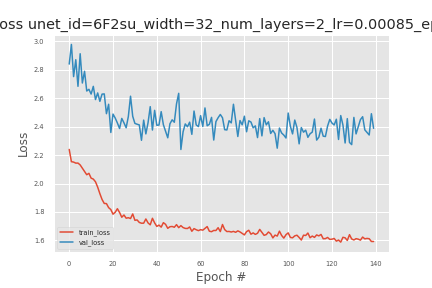 oss unet_id=6F2su_width=32_num_layers=2_lr=0.00085_ep
3.0
2.8
2.6
2.4
2.2
2.0
1.8
1.6
Loss
train_loss
val_loss
0 20 40 60 80 100 120 140
Epoch #